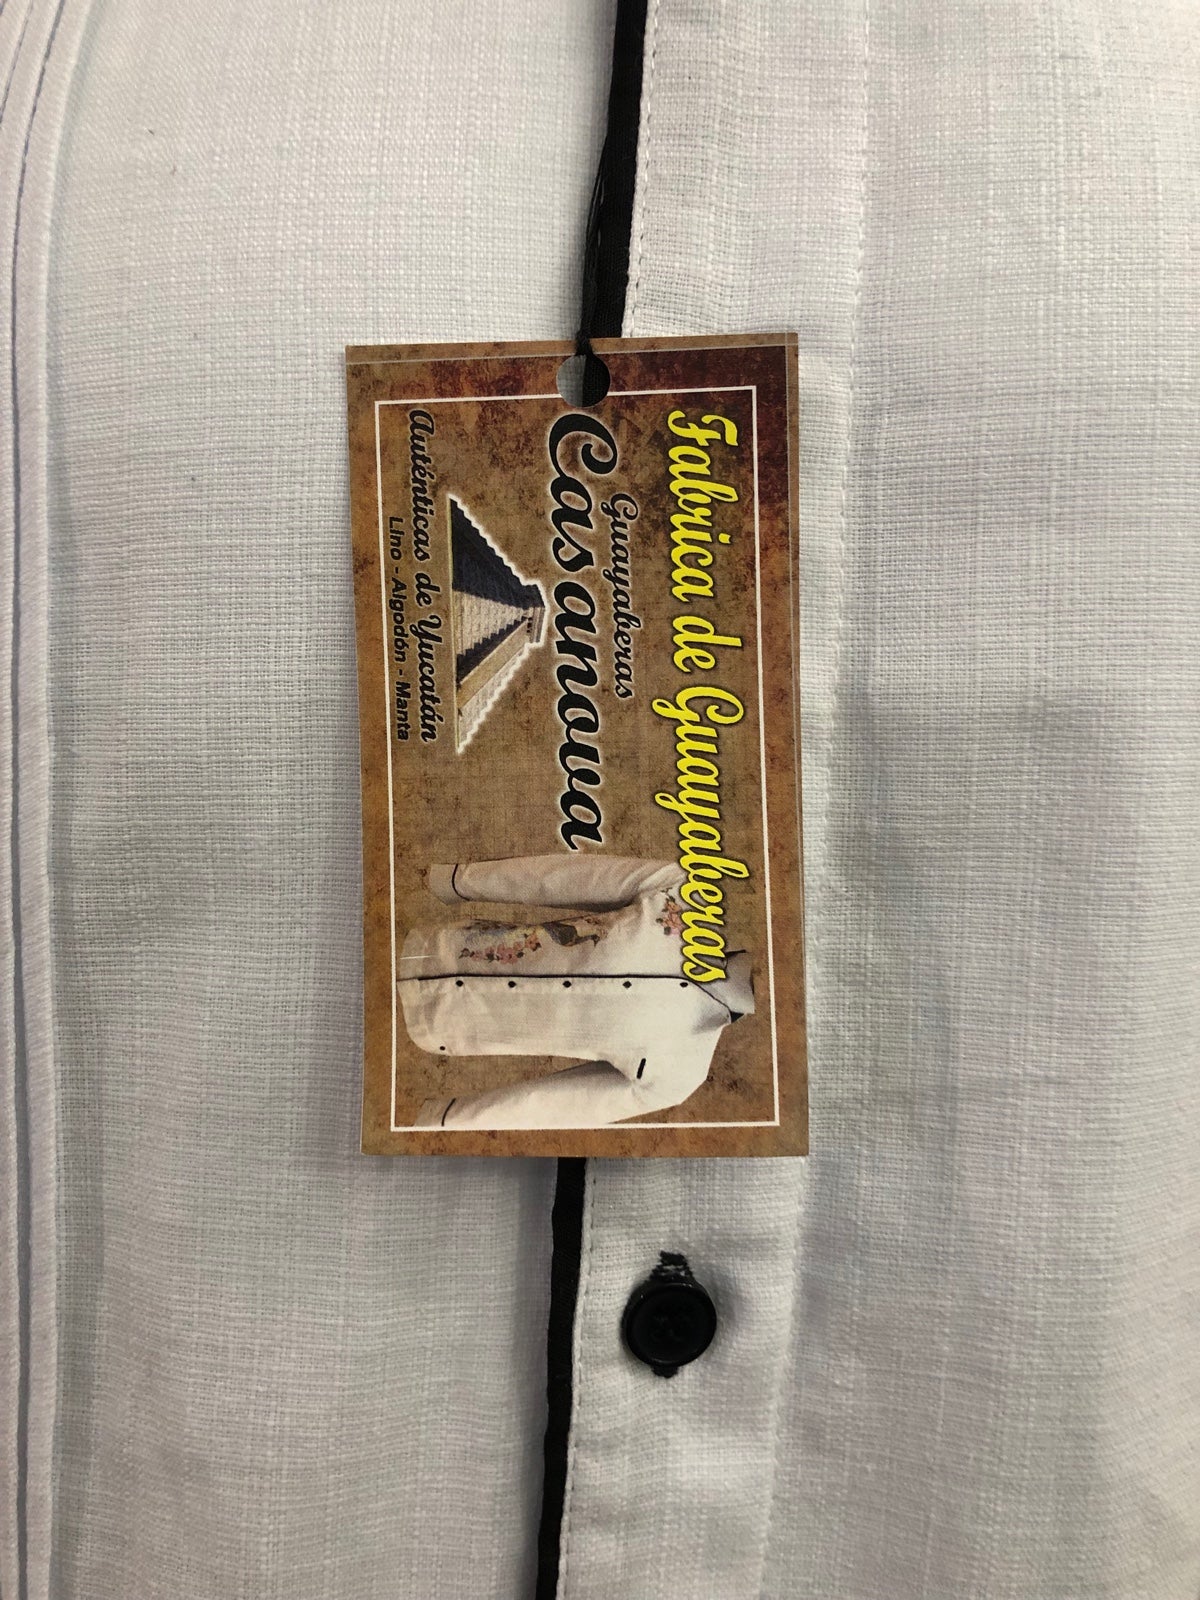 Fabrica de Guayaberas
Guayaberas
Casanova
Auténticas de Yucatán
Lino - Algodón - Manta